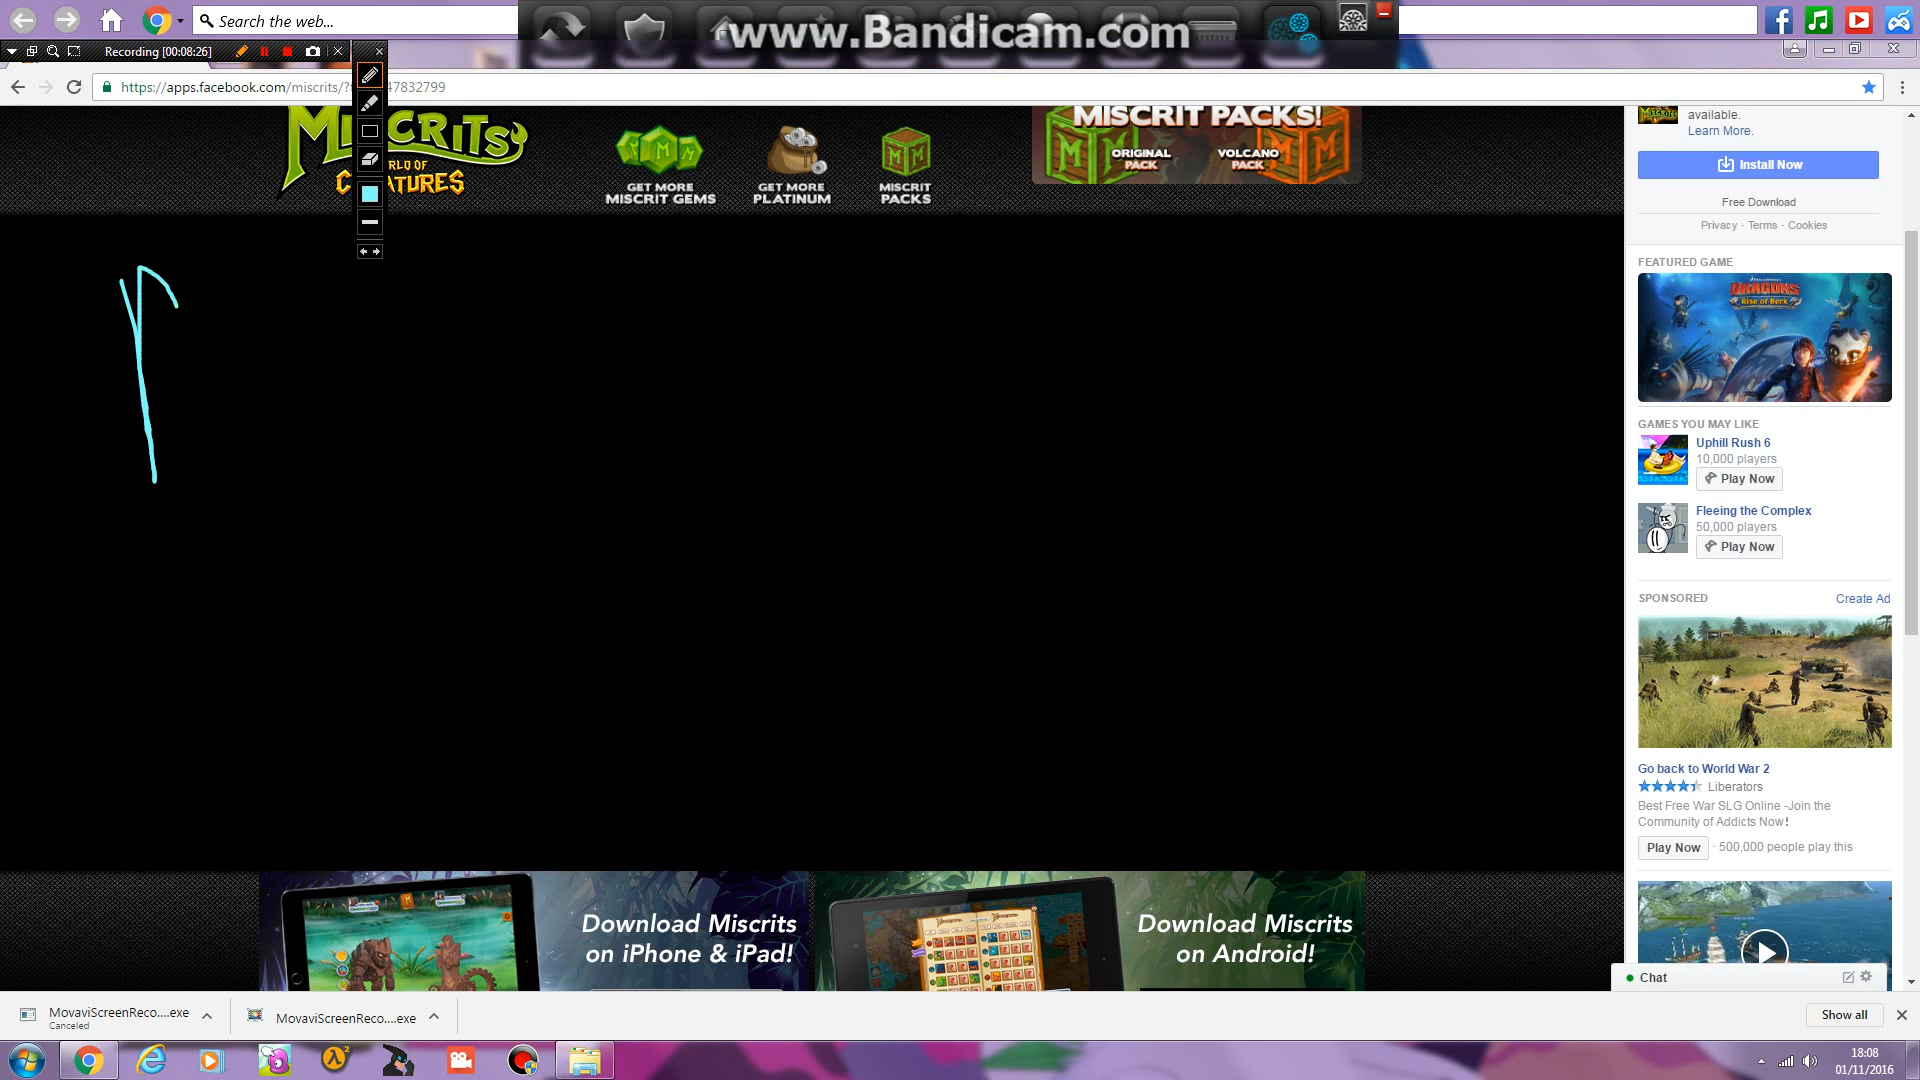 Search the web...
www.Bandicam.com
Recording [00:08:26]
https://apps.facebook.com/miscrits/?
47832799
MISCRITS
WORLD OF
CREATURES
GET MORE
MISCRIT GEMS
GET MORE
PLATINUM
MISCRIT
PACKS
MISCRIT PACKS!
ORIGINAL
PACK
VOLCANO
PACK
available.
Learn More.
Install Now
Free Download
Privacy · Terms · Cookies
FEATURED GAME
DRAGONS
Rise of Berk
GAMES YOU MAY LIKE
Uphill Rush 6
10,000 players
Play Now
Fleeing the Complex
50,000 players
Play Now
SPONSORED
Create Ad
Go back to World War 2
Liberators
Best Free War SLG Online -Join the
Community of Addicts Now!
Play Now · 500,000 people play this
Download Miscrits
on iPhone & iPad!
Download Miscrits
on Android!
Chat
MovaviScreenReco....exe
Canceled
MovaviScreenReco....exe
Show all
18:08
01/11/2016